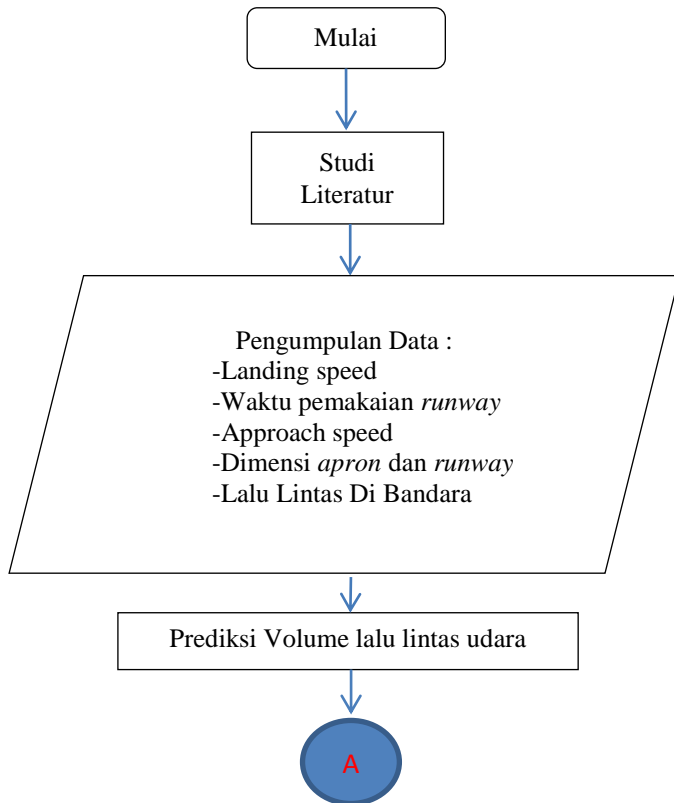 Mulai
Studi
Literatur
Pengumpulan Data :
-Landing speed
-Waktu pemakaian runway
-Approach speed
-Dimensi apron dan runway
-Lalu Lintas Di Bandara
Prediksi Volume lalu lintas udara
A